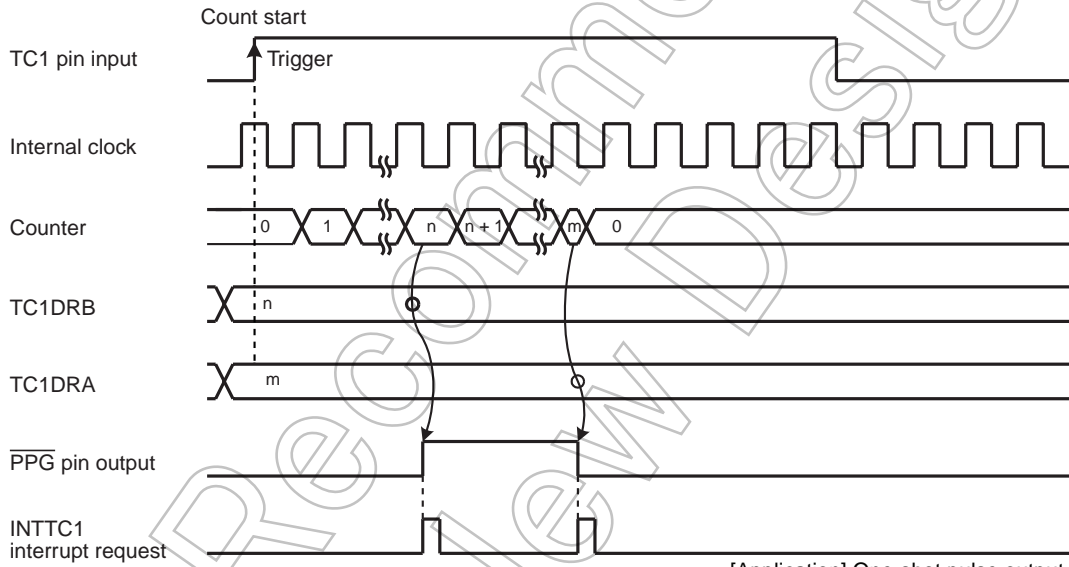 Count start
TC1 pin input
Trigger
Internal clock
Counter
0 1 n n + 1 m 0
TC1DRB
n
TC1DRA
m
PPG pin output
INTTC1
interrupt request
[Application] One-shot pulse output